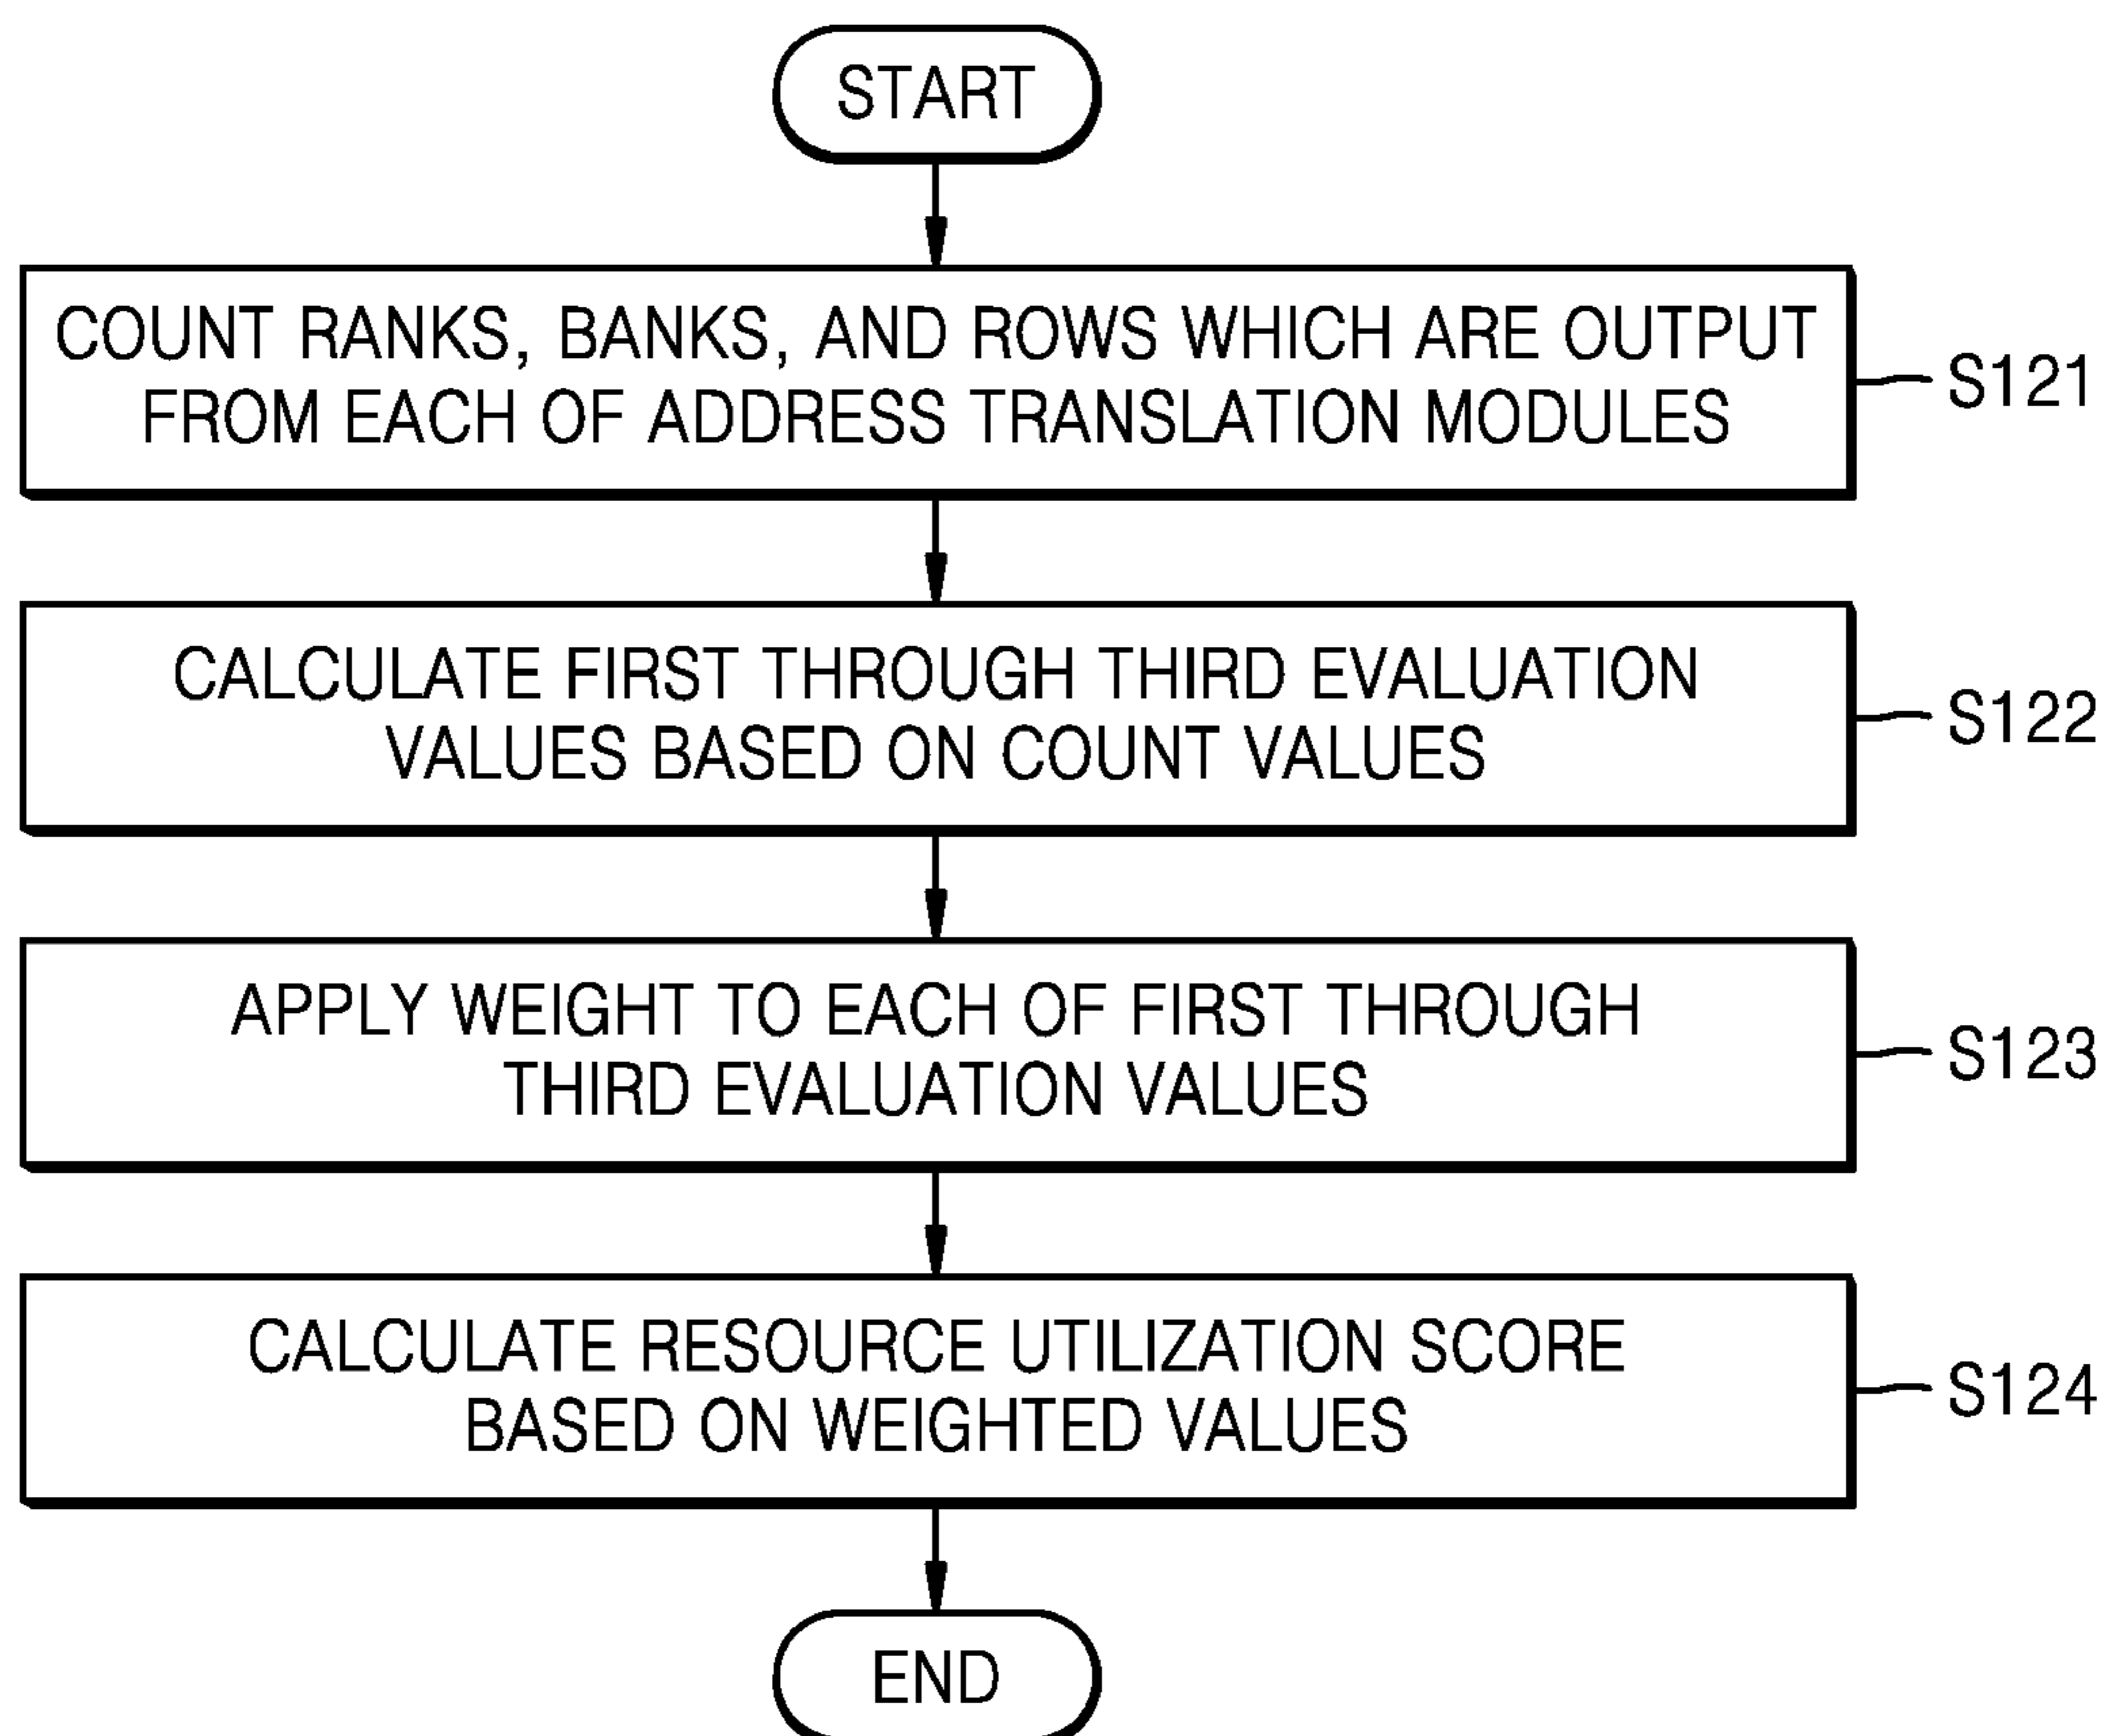 START
COUNT RANKS, BANKS, AND ROWS WHICH ARE OUTPUT
FROM EACH OF ADDRESS TRANSLATION MODULES
S121
CALCULATE FIRST THROUGH THIRD EVALUATION
VALUES BASED ON COUNT VALUES
S122
APPLY WEIGHT TO EACH OF FIRST THROUGH
THIRD EVALUATION VALUES
S123
CALCULATE RESOURCE UTILIZATION SCORE
BASED ON WEIGHTED VALUES
S124
END